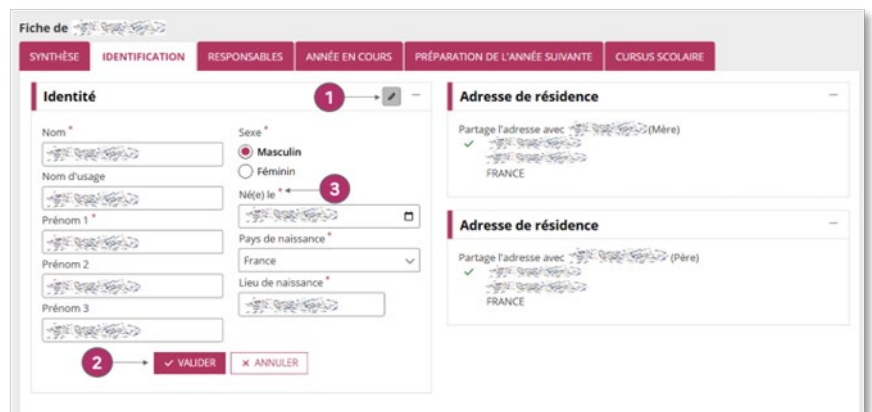 Fiche de
SYNTHÈSE IDENTIFICATION RESPONSABLES ANNÉE EN COURS PRÉPARATION DE L'ANNÉE SUIVANTE CURSUS SCOLAIRE
Identité
1
Nom *
Nom d'usage
Prénom 1 *
Prénom 2
Prénom 3
Sexe *
Masculin
Féminin
Né(e) le *
3
Pays de naissance *
France
Lieu de naissance *
2
VALIDER
ANNULER
Adresse de résidence
Partage l'adresse avec (Mère)
FRANCE
Adresse de résidence
Partage l'adresse avec (Père)
FRANCE